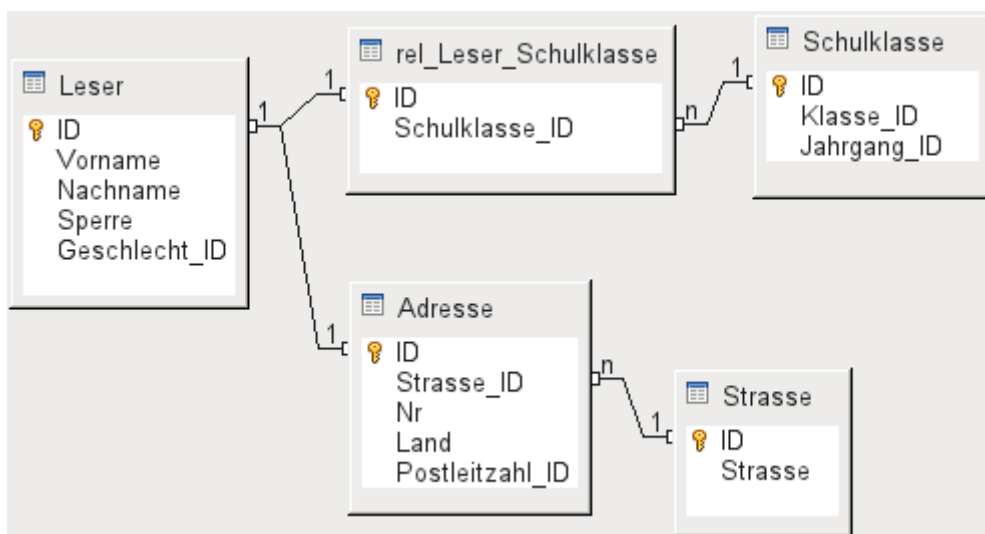 Leser
ID
Vorname
Nachname
Sperre
Geschlecht_ID
1
1
rel_Leser_Schulklasse
ID
Schulklasse_ID
n
1
Schulklasse
ID
Klasse_ID
Jahrgang_ID
1
Adresse
ID
Strasse_ID
Nr
Land
Postleitzahl_ID
n
1
Strasse
ID
Strasse